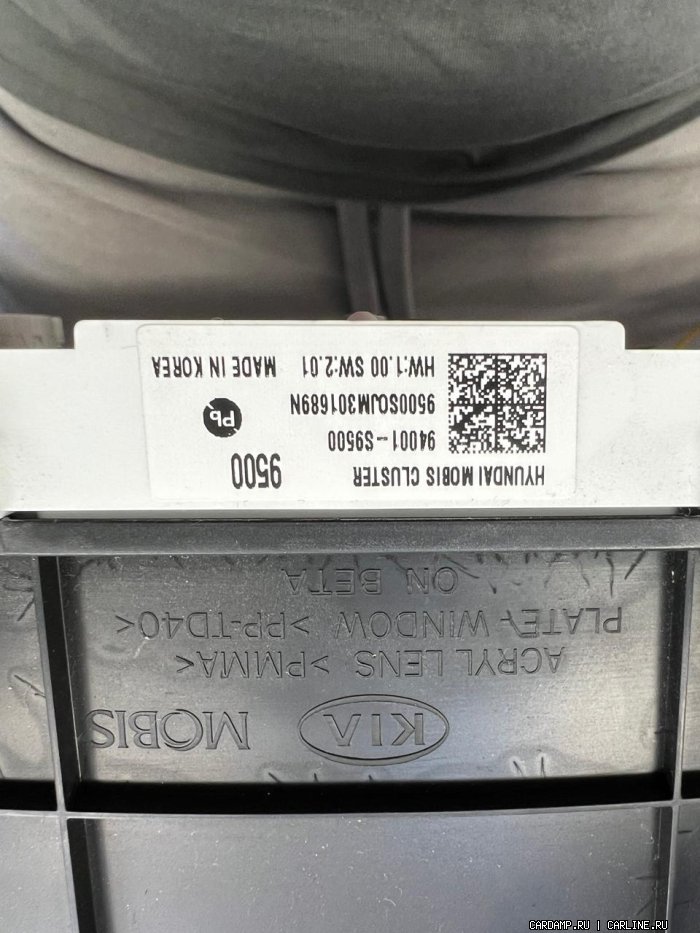 HYUNDAI MOBIS CLUSTER 9500
94001-S9500
9500SOJM301689N
Pb
HW:1.00 SW:2.01 MADE IN KOREA
KIA MOBIS
ACRYL LENS >PMMA<
PLATE-WINDOW >PP-TD40<
ON BETA
CARDAMP.RU | CARLINE.RU